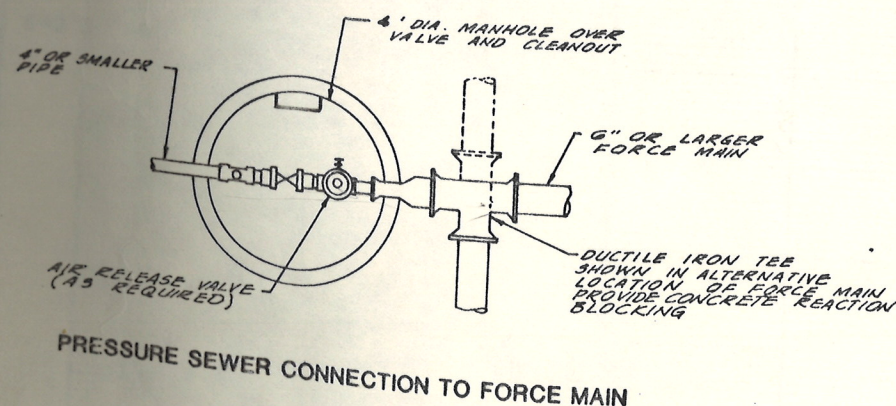 4' DIA. MANHOLE OVER
VALVE AND CLEANOUT
4" OR SMALLER
PIPE
6" OR LARGER
FORCE MAIN
AIR RELEASE VALVE
(AS REQUIRED)
DUCTILE IRON TEE
SHOWN IN ALTERNATIVE
LOCATION OF FORCE MAIN
PROVIDE CONCRETE REACTION
BLOCKING
PRESSURE SEWER CONNECTION TO FORCE MAIN